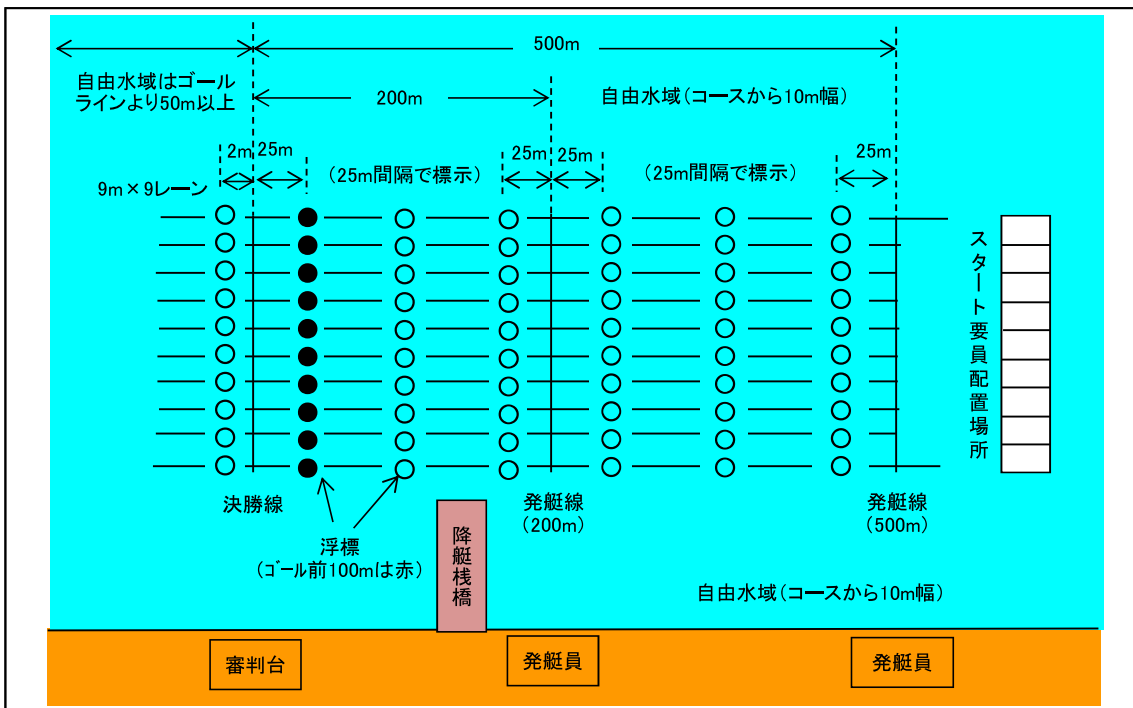 500m
自由水域はゴール
ラインより50m以上
200m
自由水域(コースから10m幅)
2m
25m
(25m間隔で標示)
25m
25m
(25m間隔で標示)
25m
9m×9レーン
スタート要員配置場所
決勝線
発艇線
(200m)
発艇線
(500m)
浮標
(ｺﾞｰﾙ前100mは赤)
降艇桟橋
自由水域(コースから10m幅)
審判台
発艇員
発艇員